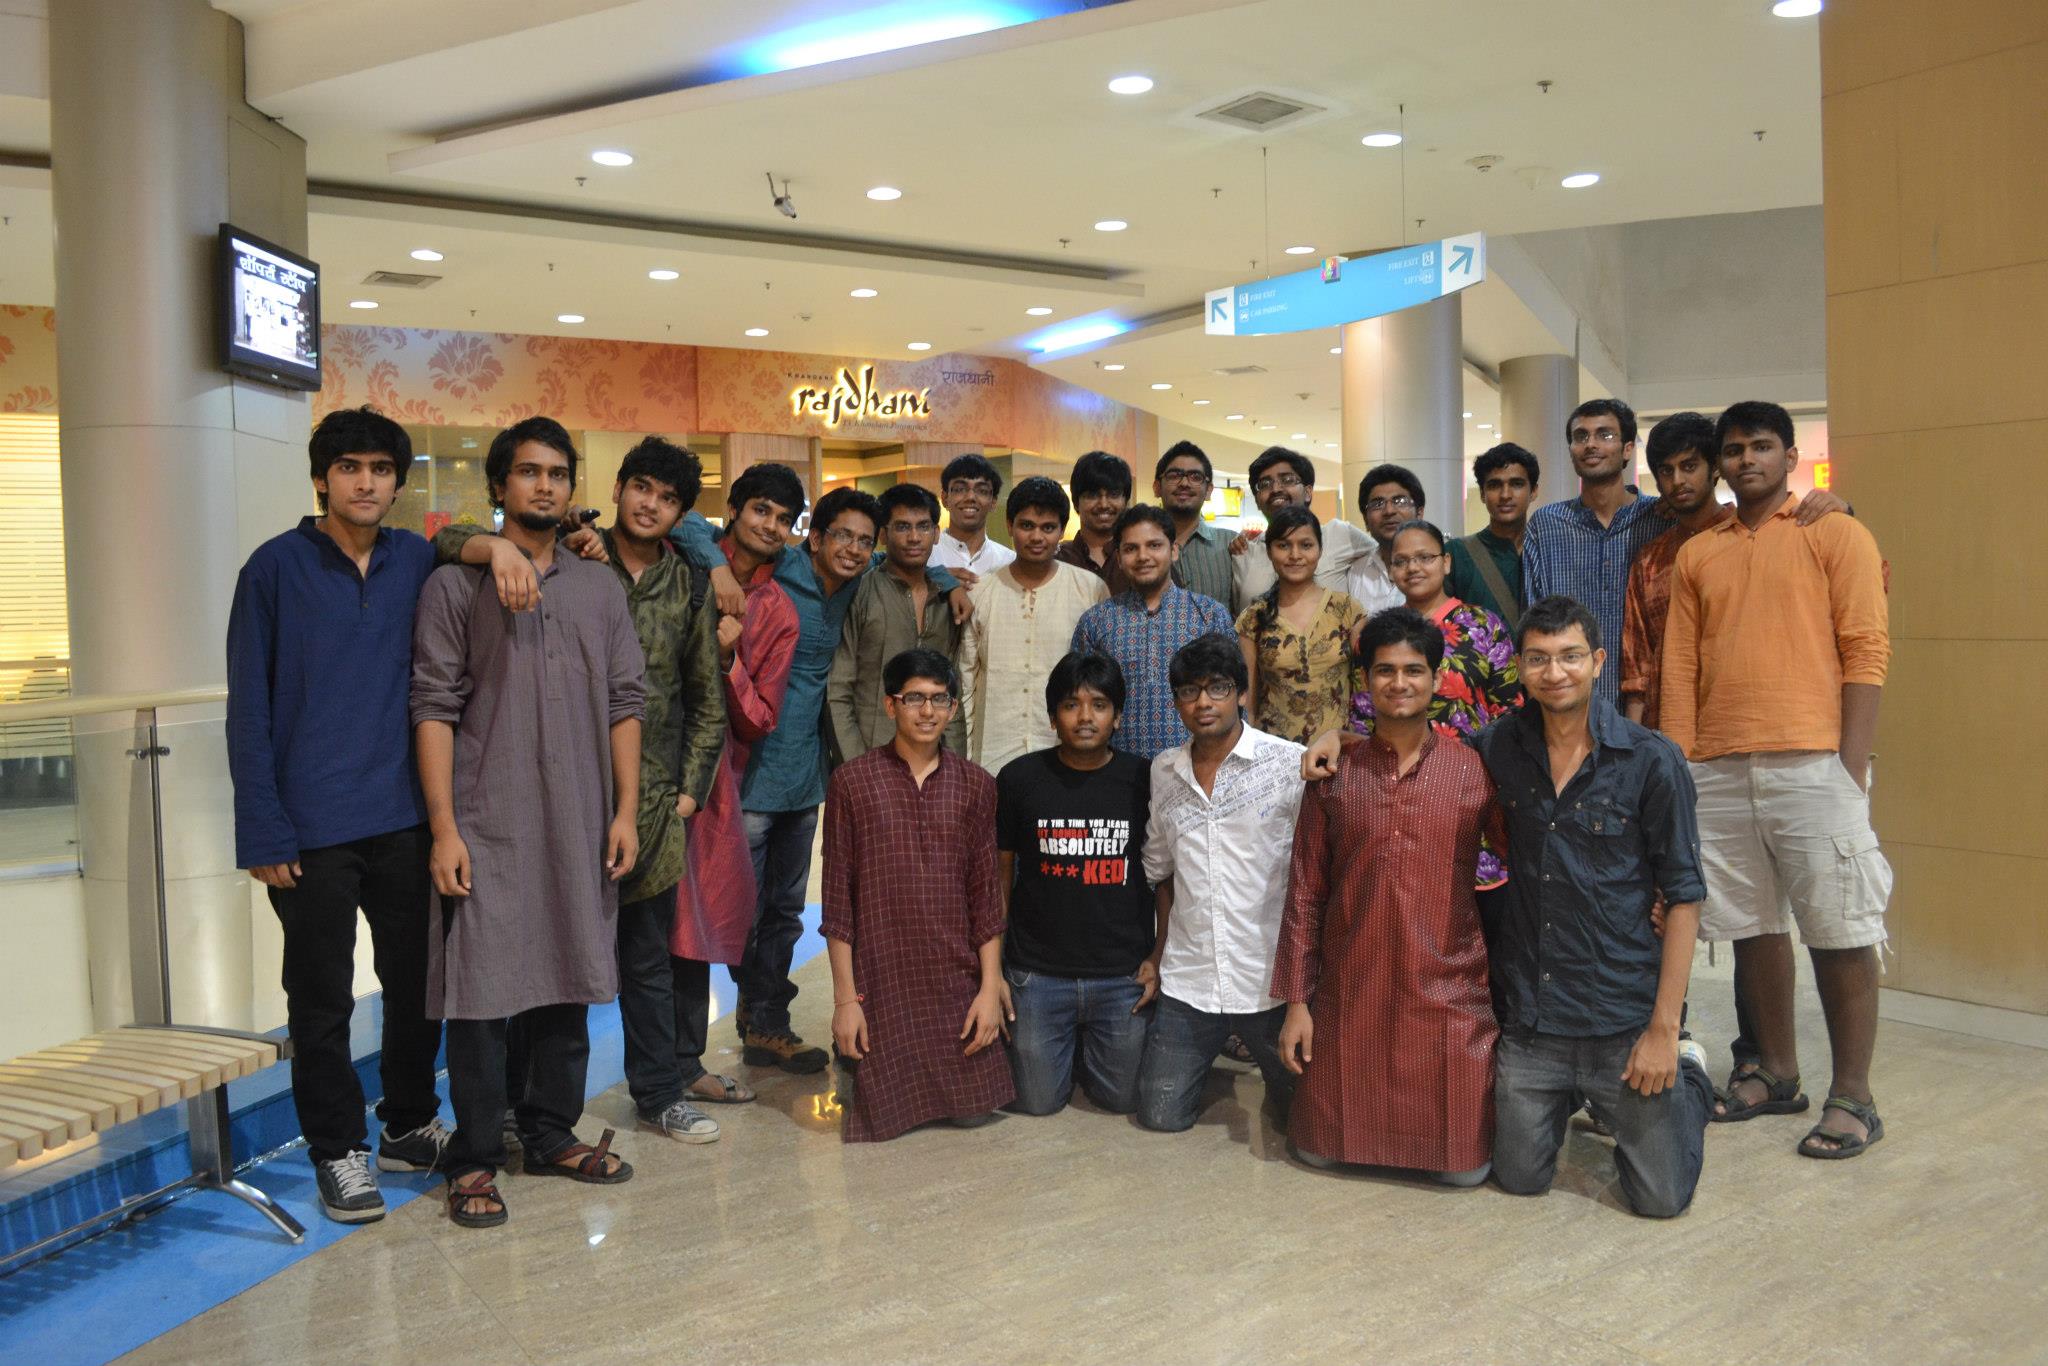 शॉपर्स स्टॉप
KHANDANI
rajdhani
राजधानी
FIRE EXIT
CAR PARKING
FIRE EXIT
LIFTS
BY THE TIME YOU LEAVE
IIT BOMBAY YOU ARE
ABSOLUTELY
***KED!